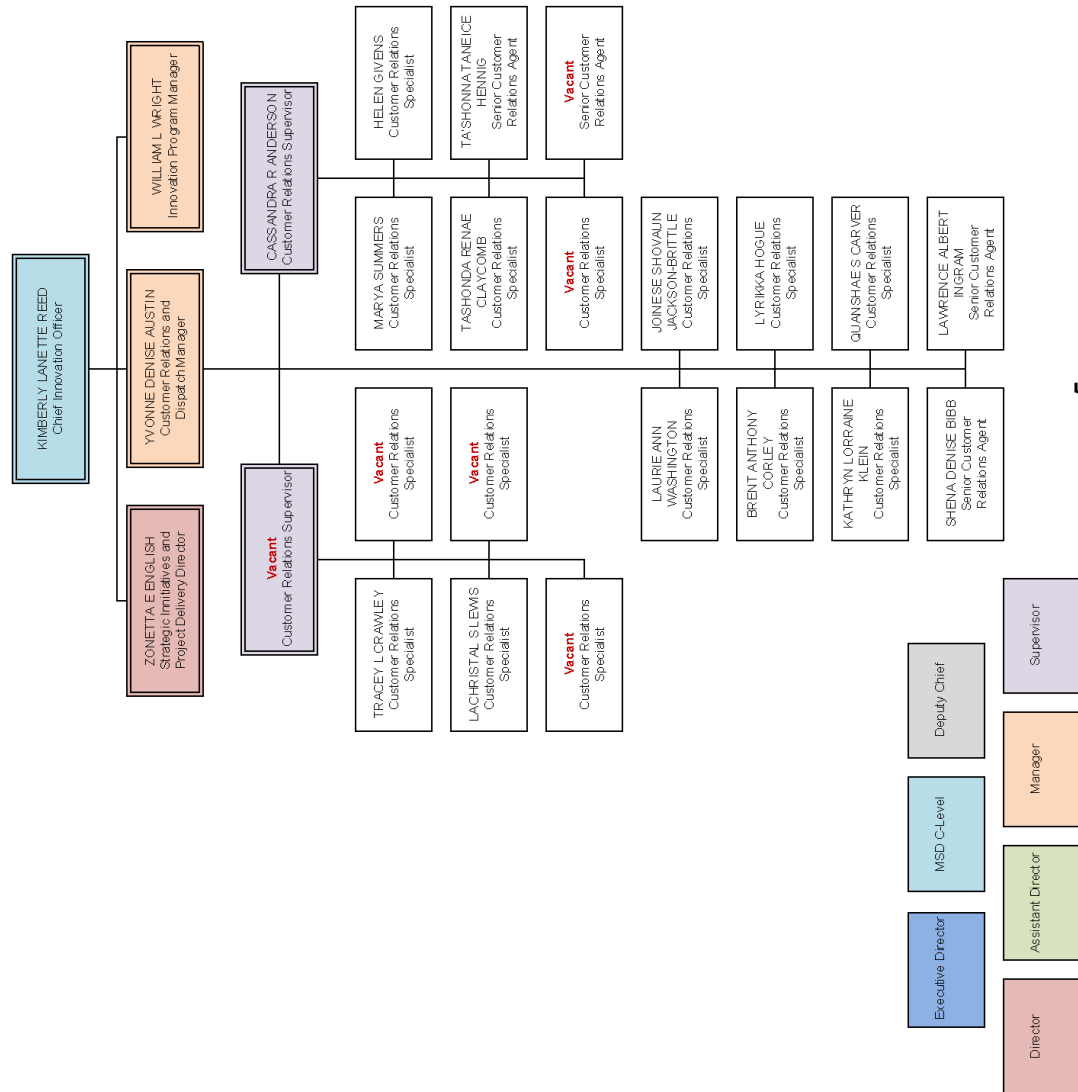 KIMBERLY LANETTE REED
Chief Innovation Officer
ZONETTA E ENGLISH
Strategic Innitiatives and
Project Delivery Director
YVONNE DENISE AUSTIN
Customer Relations and
Dispatch Manager
WILLIAM L WRIGHT
Innovation Program Manager
Vacant
Customer Relations Supervisor
CASSANDRA R ANDERSON
Customer Relations Supervisor
TRACEY L CRAWLEY
Customer Relations
Specialist
Vacant
Customer Relations
Specialist
LACHRISTAL S LEWIS
Customer Relations
Specialist
Vacant
Customer Relations
Specialist
Vacant
Customer Relations
Specialist
MARYA SUMMERS
Customer Relations
Specialist
HELEN GIVENS
Customer Relations
Specialist
TASHONDA RENAE
CLAYCOMB
Customer Relations
Specialist
TA'SHONNA TANEICE
HENNIG
Senior Customer
Relations Agent
Vacant
Customer Relations
Specialist
Vacant
Senior Customer
Relations Agent
LAURIE ANN
WASHINGTON
Customer Relations
Specialist
JOINESE SHOVAUN
JACKSON-BRITTLE
Customer Relations
Specialist
BRENT ANTHONY
CORLEY
Customer Relations
Specialist
LYRIKKA HOGUE
Customer Relations
Specialist
KATHRYN LORRAINE
KLEIN
Customer Relations
Specialist
QUANSHAE S CARVER
Customer Relations
Specialist
SHENA DENISE BIBB
Senior Customer
Relations Agent
LAWRENCE ALBERT
INGRAM
Senior Customer
Relations Agent
Executive Director
MSD C-Level
Deputy Chief
Director
Assistant Director
Manager
Supervisor